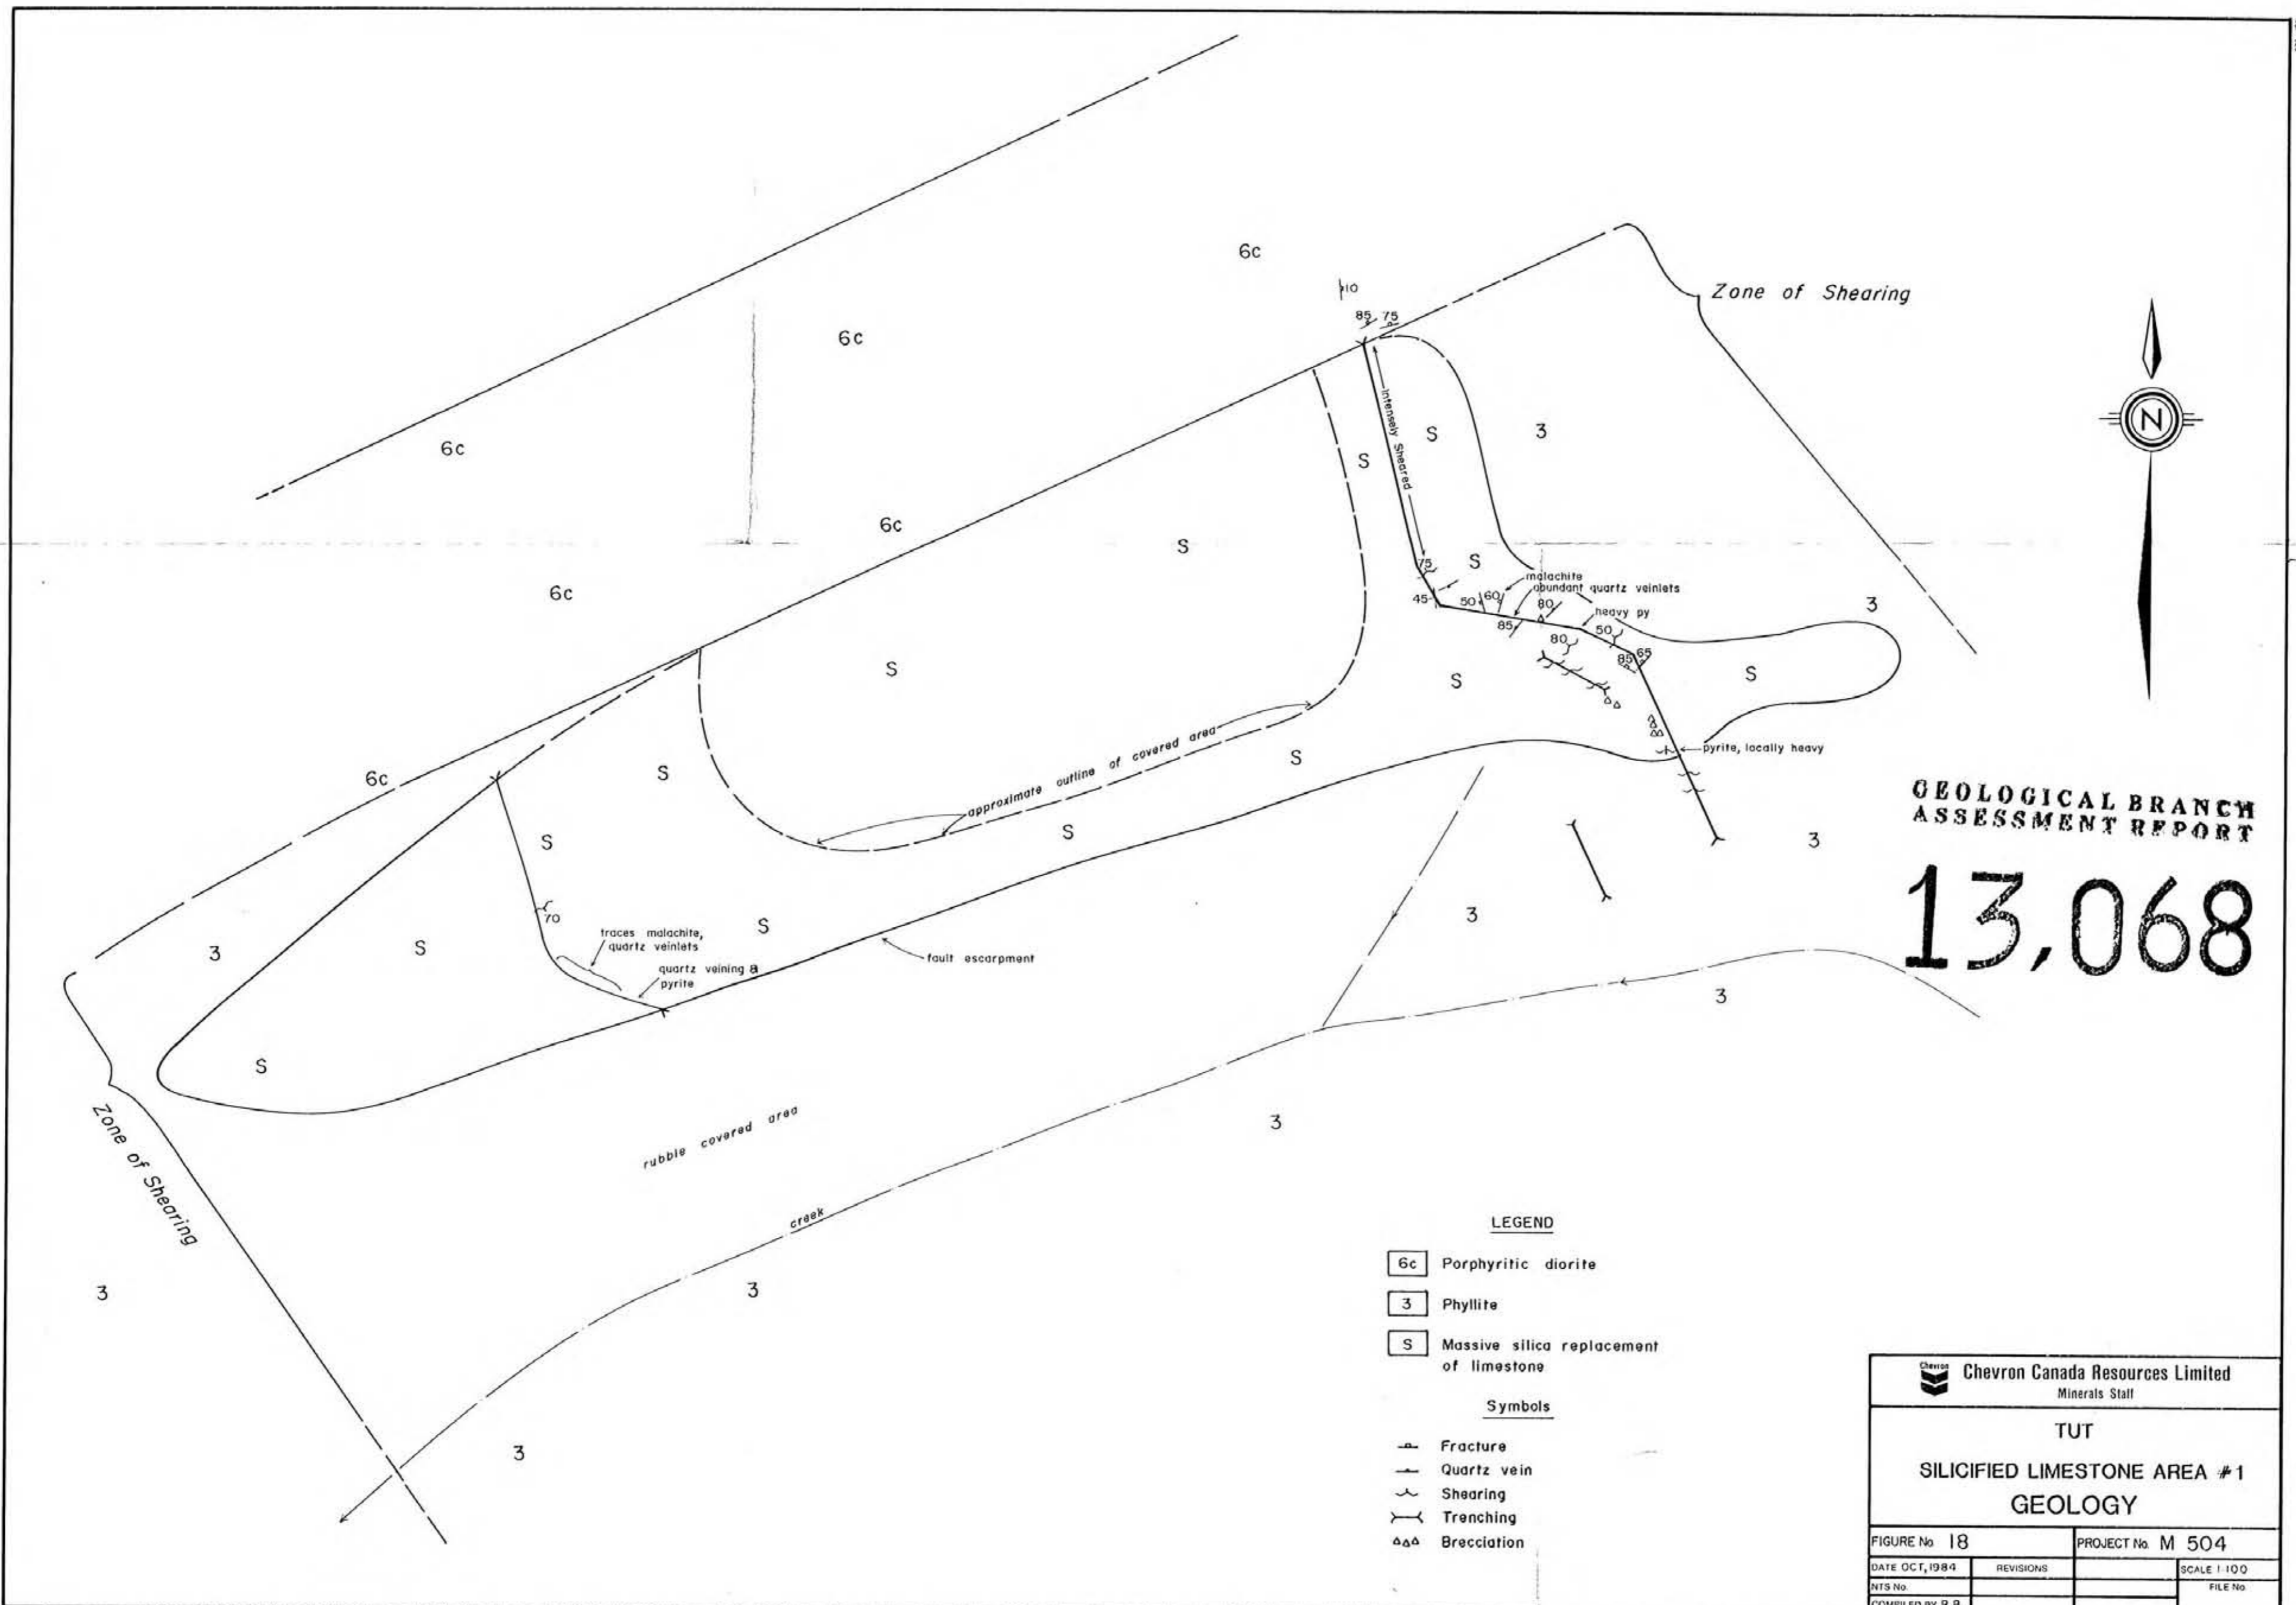 6c
10
85 75
Zone of Shearing
6c
6c
Intensely Sheared
S
3
S
N
6c
S
S
75
malachite
abundant quartz veinlets
6c
45
50
60
80
heavy py
3
85
80
50
85
65
S
S
S
pyrite, locally heavy
6c
S
approximate outline of covered area
S
GEOLOGICAL BRANCH
ASSESSMENT REPORT
13,068
S
S
3
70
3
S
3
S
traces malachite,
quartz veinlets
fault escarpment
quartz veining &
pyrite
3
S
Zone of Shearing
rubble covered area
3
creek
3
3
3
LEGEND
6c Porphyritic diorite
3 Phyllite
S Massive silica replacement
of limestone
Symbols
Fracture
Quartz vein
Shearing
Trenching
Brecciation
Chevron
Chevron Canada Resources Limited
Minerals Staff
TUT
SILICIFIED LIMESTONE AREA #1
GEOLOGY
FIGURE No. 18
PROJECT No. M 504
DATE OCT, 1984
REVISIONS
SCALE 1:100
NTS No.
FILE No.
COMPILED BY